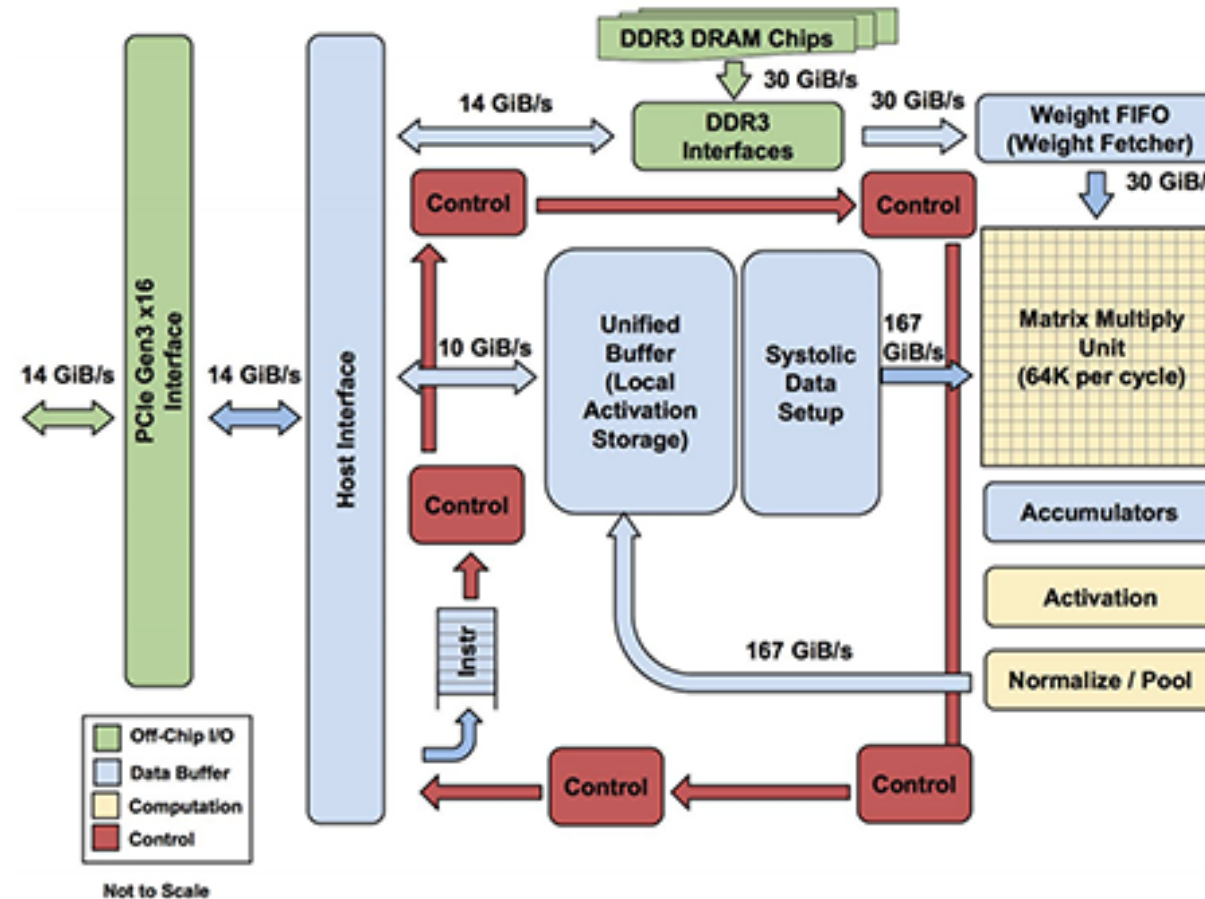 DDR3 DRAM Chips
30 GiB/s
14 GiB/s
30 GiB/s
DDR3
Interfaces
Weight FIFO
(Weight Fetcher)
30 GiB/
Control
Control
PCIe Gen3 x16
Interface
Host Interface
14 GiB/s
14 GiB/s
10 GiB/s
Unified
Buffer
(Local
Activation
Storage)
Systolic
Data
Setup
167
GiB/s
Matrix Multiply
Unit
(64K per cycle)
Control
Accumulators
Instr
Activation
167 GiB/s
Normalize / Pool
Off-Chip I/O
Data Buffer
Computation
Control
Control
Control
Not to Scale